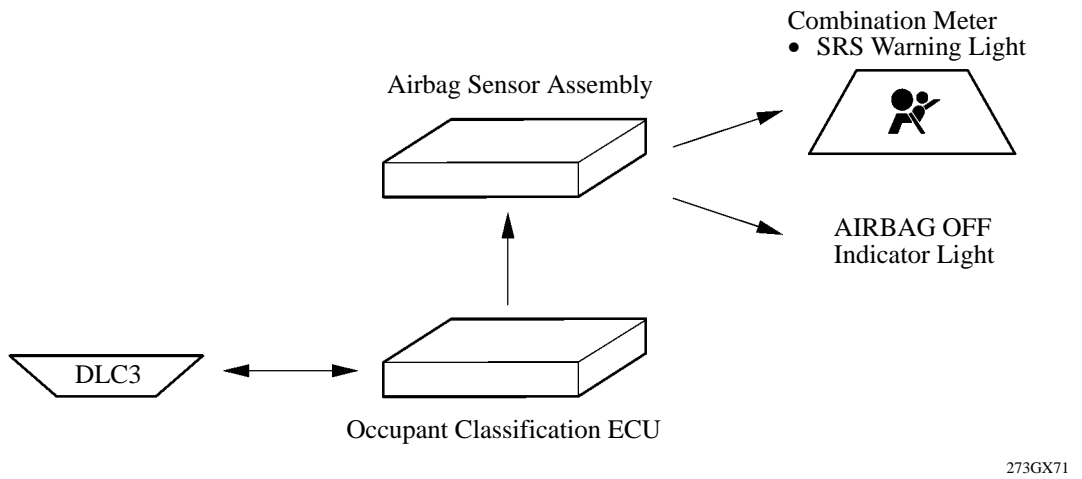 Combination Meter
• SRS Warning Light
Airbag Sensor Assembly
AIRBAG OFF
Indicator Light
DLC3
Occupant Classification ECU
273GX71